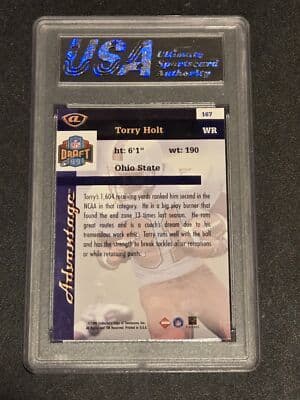 USA
Ultimate
Sportscard
Authority
a
167
Torry Holt
WR
NFL
DRAFT
99
ht: 6'1"
wt: 190
Ohio State
Advantage
Torry's 1,604 receiving yards ranked him second in the
NCAA in that category. He is a big play burner that
found the end zone 13 times last season. He runs
great routes and is a coach's dream due to his
tremendous work ethic. Torry runs well with the ball
and has the strength to break tackles after receptions
or while returning punts.